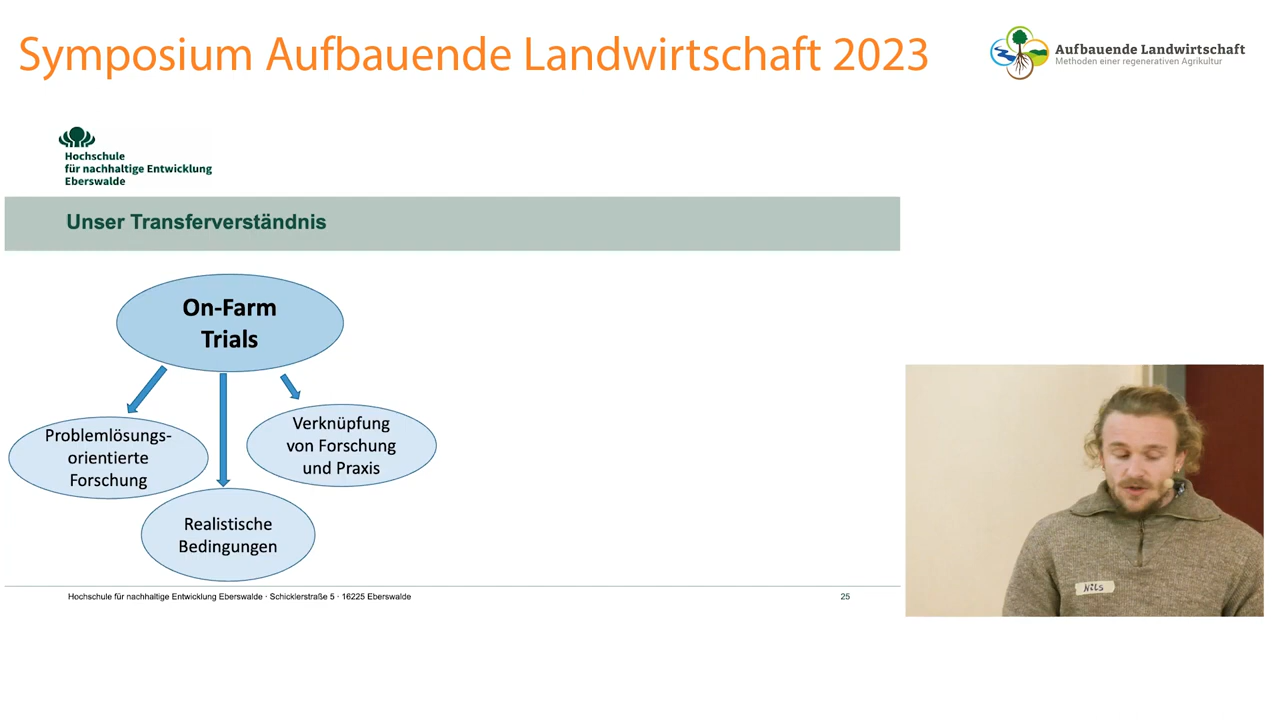 Symposium Aufbauende Landwirtschaft 2023
Aufbauende Landwirtschaft
Methoden einer regenerativen Agrikultur
Hochschule
für nachhaltige Entwicklung
Eberswalde
Unser Transferverständnis
On-Farm
Trials
Problemlösungs-
orientierte
Forschung
Verknüpfung
von Forschung
und Praxis
Realistische
Bedingungen
Nils
Hochschule für nachhaltige Entwicklung Eberswalde · Schicklerstraße 5 · 16225 Eberswalde
25